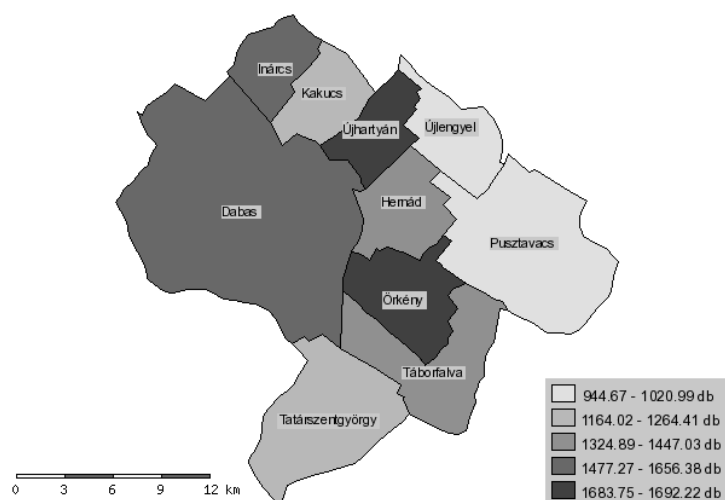 Inárcs
Kakucs
Újhartyán
Újlengyel
Hernád
Dabas
Pusztavacs
Örkény
Táborfalva
Tatárszentgyörgy
944.67 - 1020.99 db
1164.02 - 1264.41 db
1324.89 - 1447.03 db
1477.27 - 1656.38 db
1683.75 - 1692.22 db
0 3 6 9 12 km